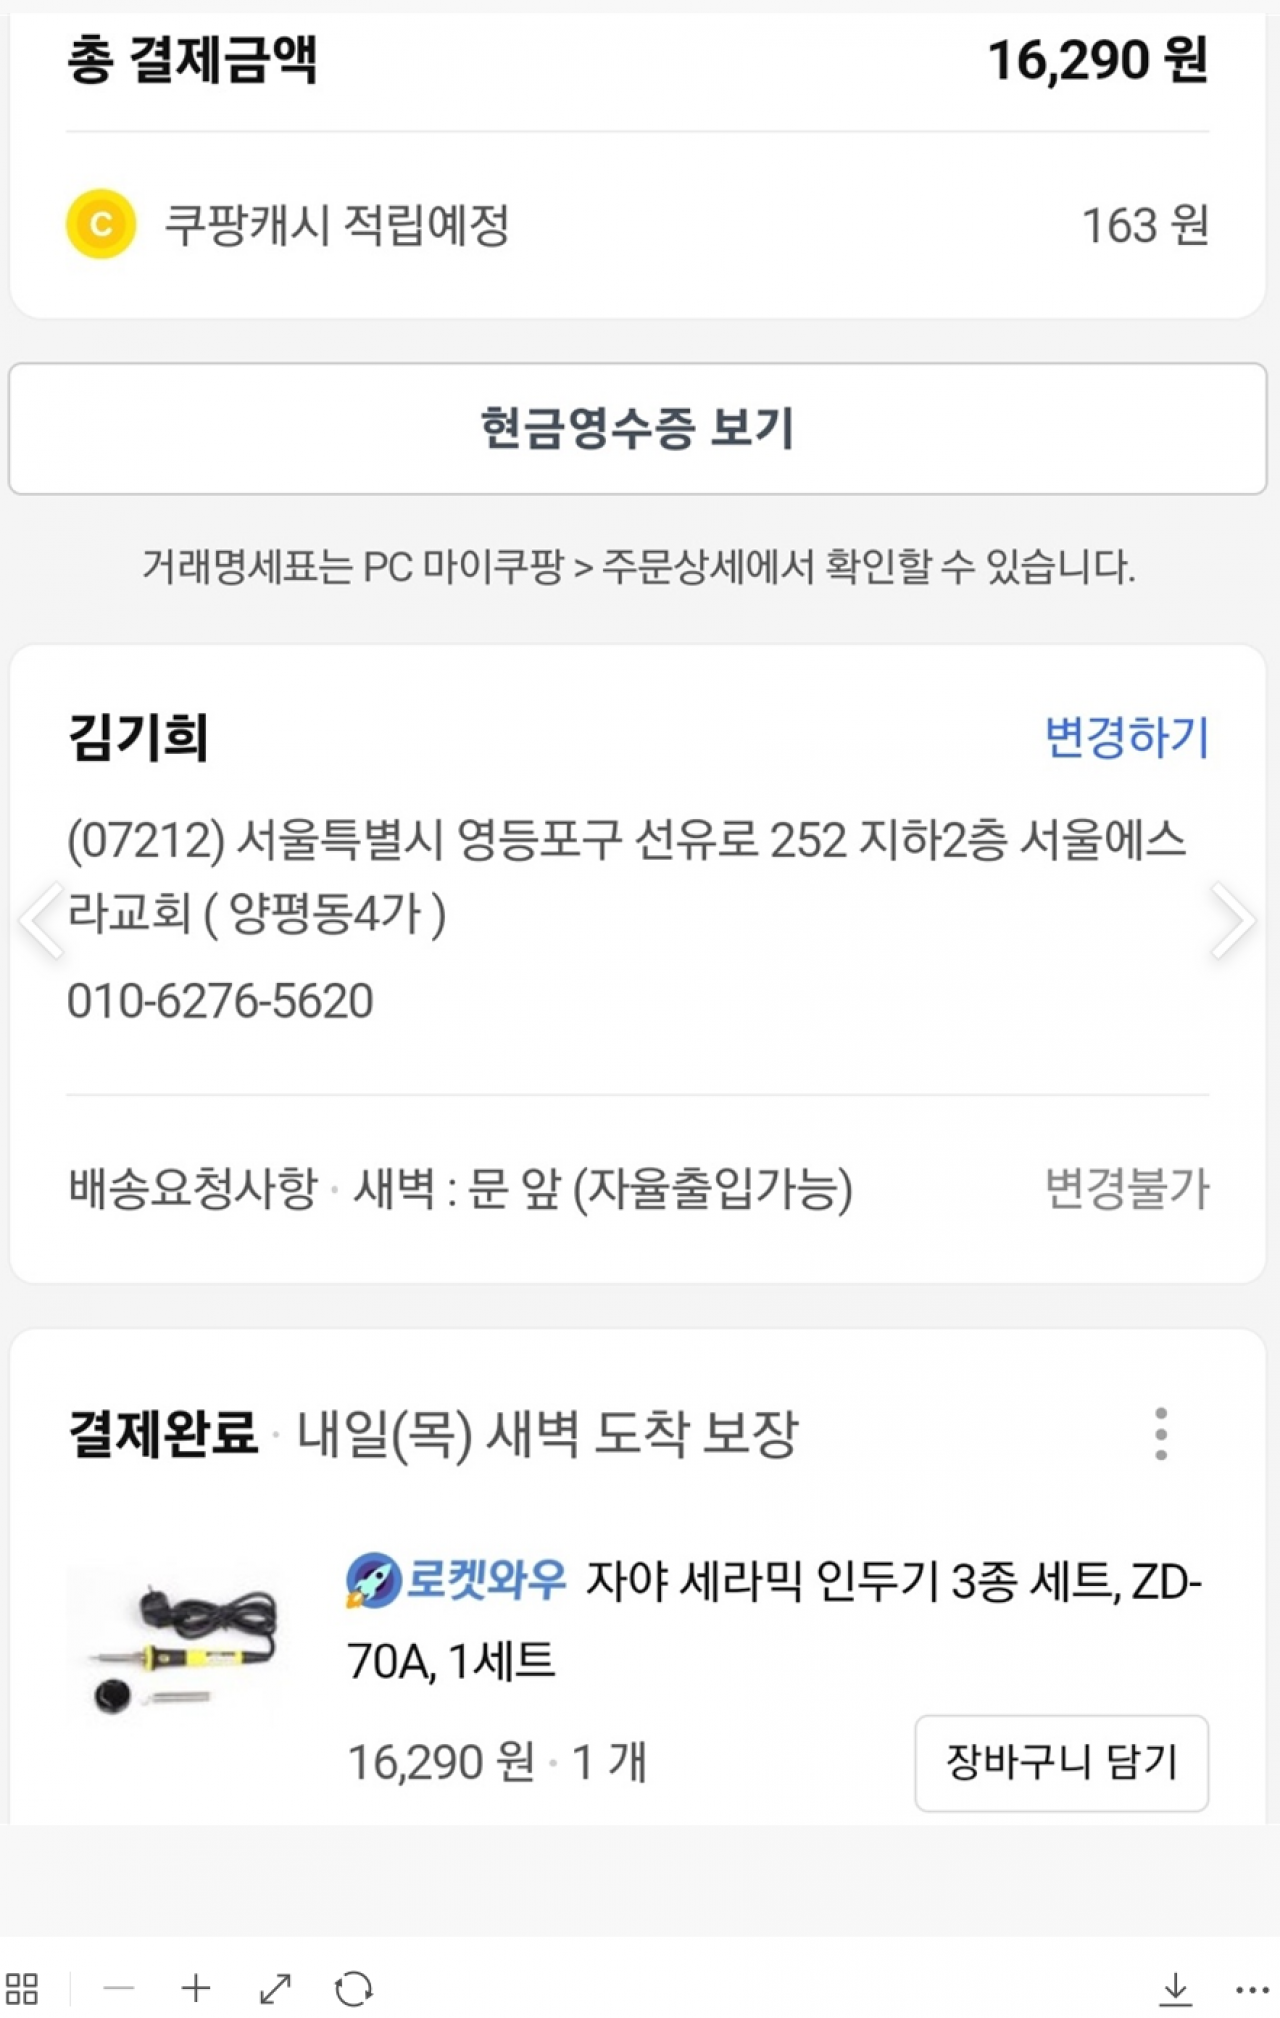 총 결제금액 16,290 원
C 쿠팡캐시 적립예정 163 원
현금영수증 보기
거래명세표는 PC 마이쿠팡 > 주문상세에서 확인할 수 있습니다.
김기희 변경하기
(07212) 서울특별시 영등포구 선유로 252 지하2층 서울에스
라교회 ( 양평동4가 )
010-6276-5620
배송요청사항 · 새벽 : 문 앞 (자율출입가능) 변경불가
결제완료 · 내일(목) 새벽 도착 보장
로켓와우 자야 세라믹 인두기 3종 세트, ZD-
70A, 1세트
16,290 원 · 1 개 장바구니 담기